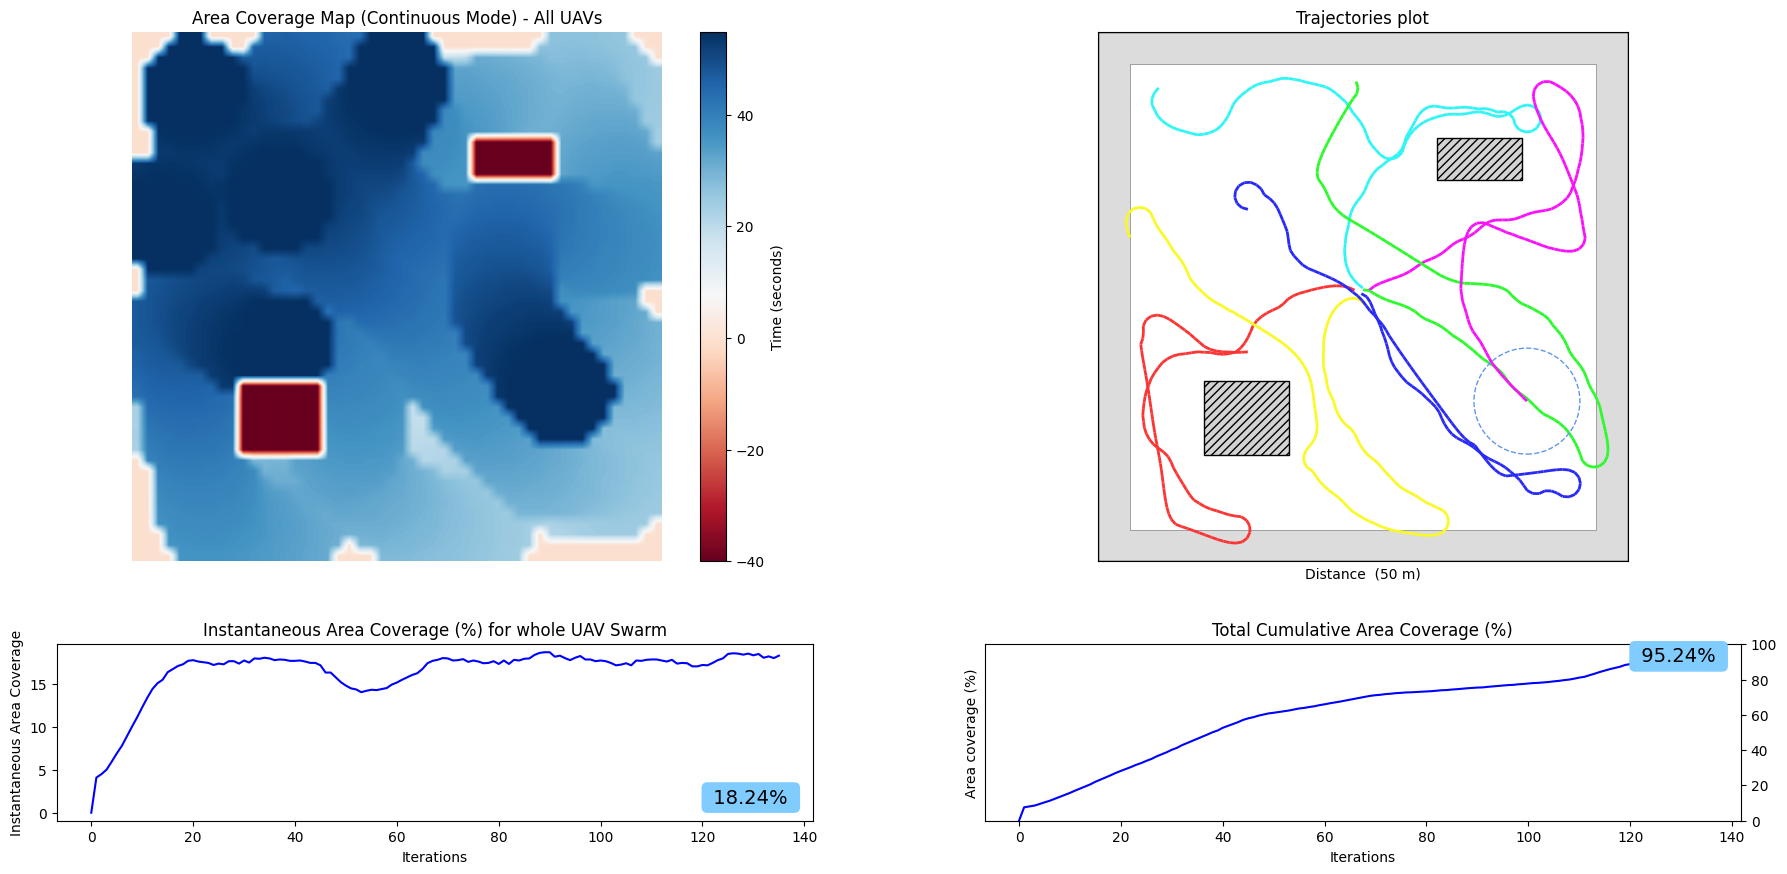 Area Coverage Map (Continuous Mode) - All UAVs
40
20
0
−20
−40
Time (seconds)
Trajectories plot
Distance  (50 m)
Instantaneous Area Coverage (%) for whole UAV Swarm
Instantaneous Area Coverage
15
10
5
0
18.24%
0 20 40 60 80 100 120 140
Iterations
Total Cumulative Area Coverage (%)
Area coverage (%)
95.24%
100
80
60
40
20
0
0 20 40 60 80 100 120 140
Iterations